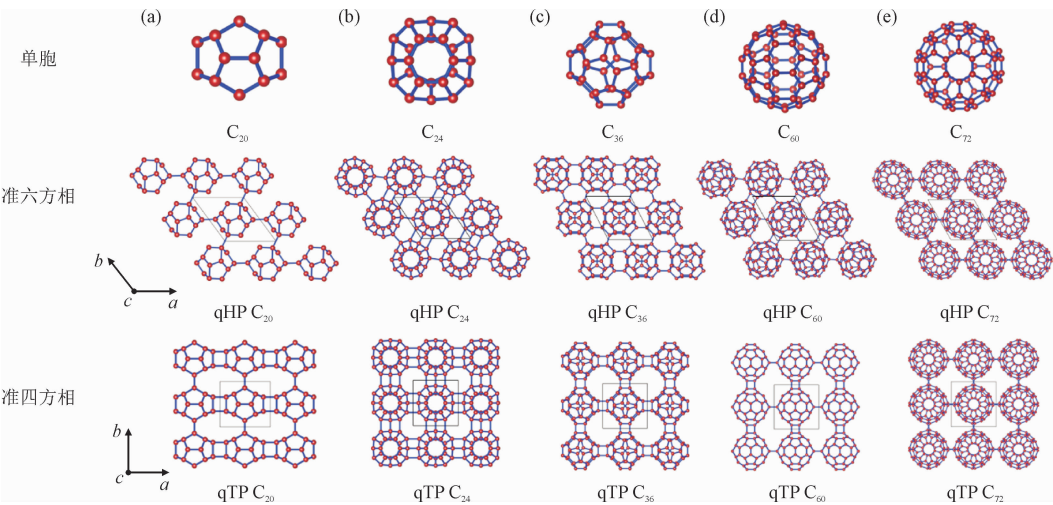 (a) (b) (c) (d) (e)
单胞
C₂₀ C₂₄ C₃₆ C₆₀ C₇₂
准六方相
b
c a
qHP C₂₀ qHP C₂₄ qHP C₃₆ qHP C₆₀ qHP C₇₂
准四方相
b
c a
qTP C₂₀ qTP C₂₄ qTP C₃₆ qTP C₆₀ qTP C₇₂